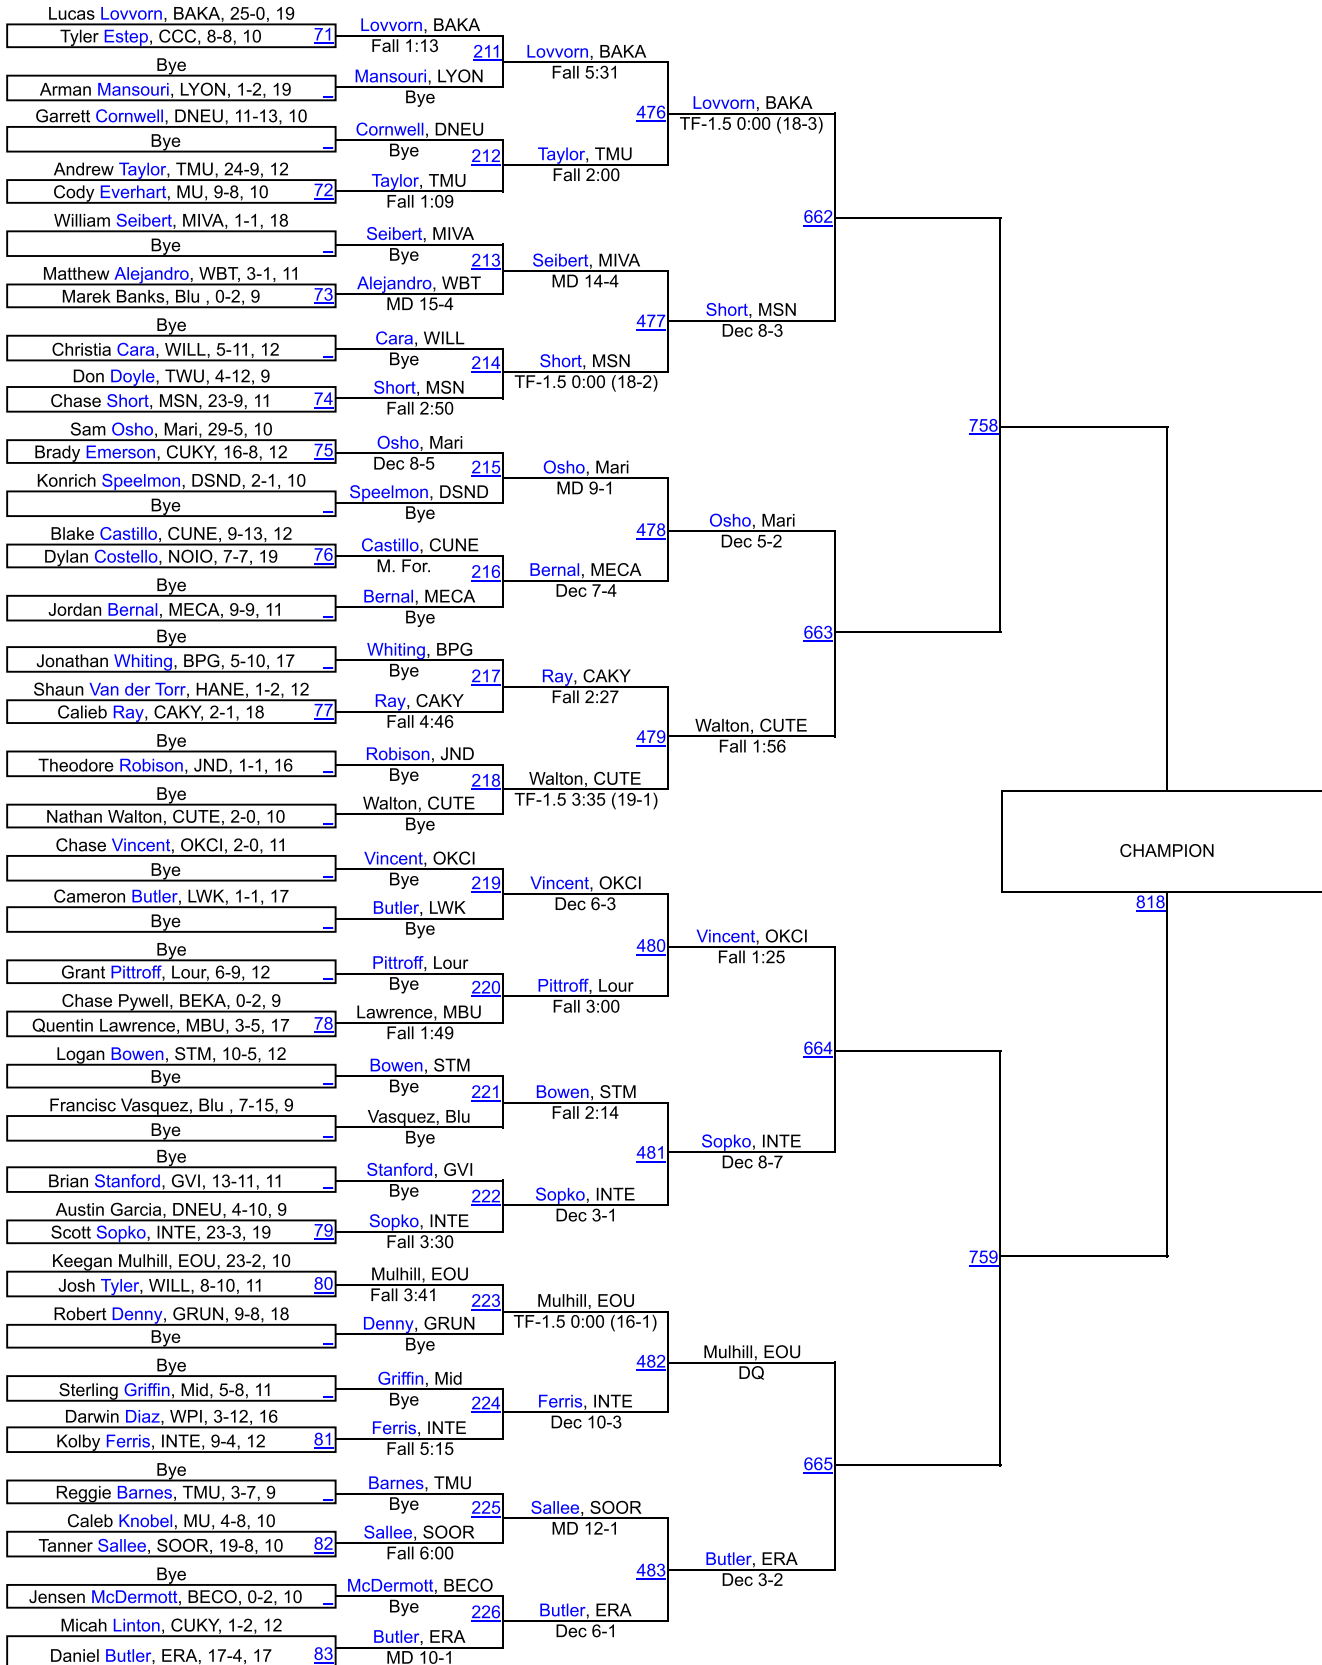 Lucas Lovvorn, BAKA, 25-0, 19
Tyler Estep, CCC, 8-8, 10
71
Bye
Arman Mansouri, LYON, 1-2, 19
Garrett Cornwell, DNEU, 11-13, 10
Bye
Andrew Taylor, TMU, 24-9, 12
Cody Everhart, MU, 9-8, 10
72
William Seibert, MIVA, 1-1, 18
Bye
Matthew Alejandro, WBT, 3-1, 11
Marek Banks, Blu , 0-2, 9
73
Bye
Christia Cara, WILL, 5-11, 12
Don Doyle, TWU, 4-12, 9
Chase Short, MSN, 23-9, 11
74
Sam Osho, Mari, 29-5, 10
Brady Emerson, CUKY, 16-8, 12
75
Konrich Speelmon, DSND, 2-1, 10
Bye
Blake Castillo, CUNE, 9-13, 12
Dylan Costello, NOIO, 7-7, 19
76
Bye
Jordan Bernal, MECA, 9-9, 11
Bye
Jonathan Whiting, BPG, 5-10, 17
Shaun Van der Torr, HANE, 1-2, 12
Calieb Ray, CAKY, 2-1, 18
77
Bye
Theodore Robison, JND, 1-1, 16
Bye
Nathan Walton, CUTE, 2-0, 10
Chase Vincent, OKCI, 2-0, 11
Bye
Cameron Butler, LWK, 1-1, 17
Bye
Bye
Grant Pittroff, Lour, 6-9, 12
Chase Pywell, BEKA, 0-2, 9
Quentin Lawrence, MBU, 3-5, 17
78
Logan Bowen, STM, 10-5, 12
Bye
Francisc Vasquez, Blu , 7-15, 9
Bye
Bye
Brian Stanford, GVI, 13-11, 11
Austin Garcia, DNEU, 4-10, 9
Scott Sopko, INTE, 23-3, 19
79
Keegan Mulhill, EOU, 23-2, 10
Josh Tyler, WILL, 8-10, 11
80
Robert Denny, GRUN, 9-8, 18
Bye
Bye
Sterling Griffin, Mid, 5-8, 11
Darwin Diaz, WPI, 3-12, 16
Kolby Ferris, INTE, 9-4, 12
81
Bye
Reggie Barnes, TMU, 3-7, 9
Caleb Knobel, MU, 4-8, 10
Tanner Sallee, SOOR, 19-8, 10
82
Bye
Jensen McDermott, BECO, 0-2, 10
Micah Linton, CUKY, 1-2, 12
Daniel Butler, ERA, 17-4, 17
83
Lovvorn, BAKA
Fall 1:13
211
Mansouri, LYON
Bye
Cornwell, DNEU
Bye
212
Taylor, TMU
Fall 1:09
Seibert, MIVA
Bye
213
Alejandro, WBT
MD 15-4
Cara, WILL
Bye
214
Short, MSN
Fall 2:50
Osho, Mari
Dec 8-5
215
Speelmon, DSND
Bye
Castillo, CUNE
M. For.
216
Bernal, MECA
Bye
Whiting, BPG
Bye
217
Ray, CAKY
Fall 4:46
Robison, JND
Bye
218
Walton, CUTE
Bye
Vincent, OKCI
Bye
219
Butler, LWK
Bye
Pittroff, Lour
Bye
220
Lawrence, MBU
Fall 1:49
Bowen, STM
Bye
221
Vasquez, Blu
Bye
Stanford, GVI
Bye
222
Sopko, INTE
Fall 3:30
Mulhill, EOU
Fall 3:41
223
Denny, GRUN
Bye
Griffin, Mid
Bye
224
Ferris, INTE
Fall 5:15
Barnes, TMU
Bye
225
Sallee, SOOR
Fall 6:00
McDermott, BECO
Bye
226
Butler, ERA
MD 10-1
Lovvorn, BAKA
Fall 5:31
476
Taylor, TMU
Fall 2:00
Seibert, MIVA
MD 14-4
477
Short, MSN
TF-1.5 0:00 (18-2)
Osho, Mari
MD 9-1
478
Bernal, MECA
Dec 7-4
Ray, CAKY
Fall 2:27
479
Walton, CUTE
TF-1.5 3:35 (19-1)
Vincent, OKCI
Dec 6-3
480
Pittroff, Lour
Fall 3:00
Bowen, STM
Fall 2:14
481
Sopko, INTE
Dec 3-1
Mulhill, EOU
TF-1.5 0:00 (16-1)
482
Ferris, INTE
Dec 10-3
Sallee, SOOR
MD 12-1
483
Butler, ERA
Dec 6-1
Lovvorn, BAKA
TF-1.5 0:00 (18-3)
662
Short, MSN
Dec 8-3
Osho, Mari
Dec 5-2
663
Walton, CUTE
Fall 1:56
Vincent, OKCI
Fall 1:25
664
Sopko, INTE
Dec 8-7
Mulhill, EOU
DQ
665
Butler, ERA
Dec 3-2
758
759
CHAMPION
818